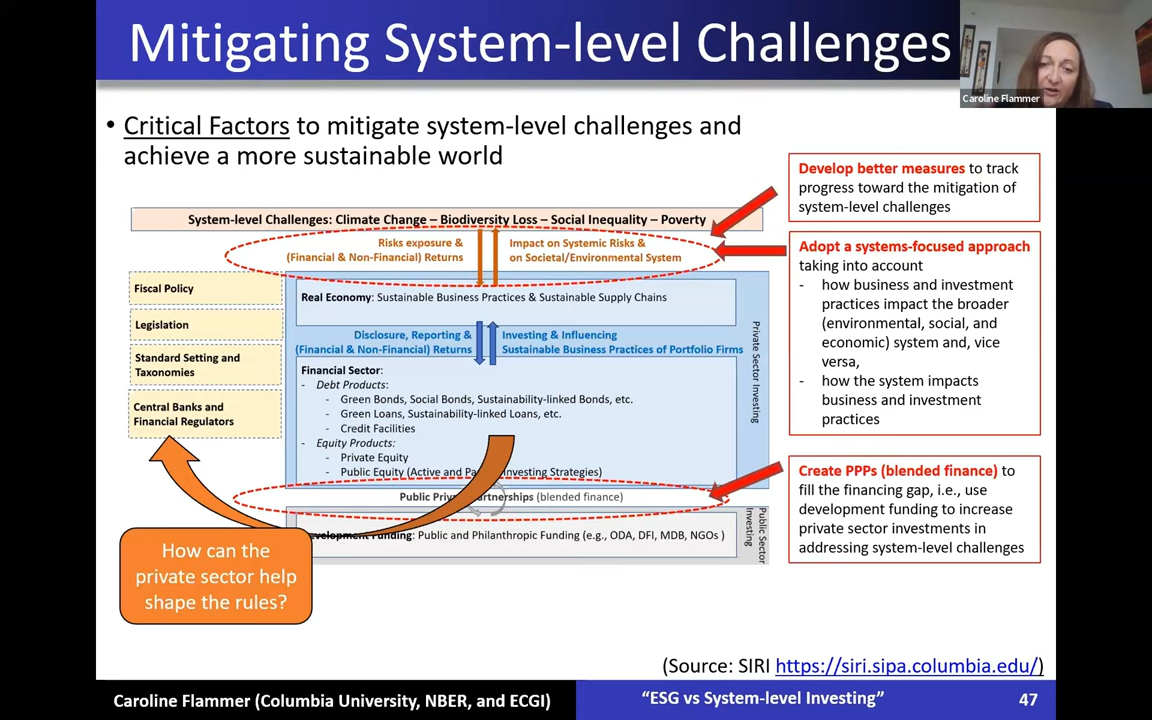 Mitigating System-level Challenges
Caroline Flammer
• Critical Factors to mitigate system-level challenges and
achieve a more sustainable world
System-level Challenges: Climate Change – Biodiversity Loss – Social Inequality – Poverty
Risks exposure &
(Financial & Non-Financial) Returns
Impact on Systemic Risks &
on Societal/Environmental System
Fiscal Policy
Legislation
Standard Setting and
Taxonomies
Central Banks and
Financial Regulators
Real Economy: Sustainable Business Practices & Sustainable Supply Chains
Disclosure, Reporting &
(Financial & Non-Financial) Returns
Investing & Influencing
Sustainable Business Practices of Portfolio Firms
Financial Sector:
- Debt Products:
- Green Bonds, Social Bonds, Sustainability-linked Bonds, etc.
- Green Loans, Sustainability-linked Loans, etc.
- Credit Facilities
- Equity Products:
- Private Equity
- Public Equity (Active and Investing Strategies)
Private Sector Investing
Public Partnerships (blended finance)
Funding: Public and Philanthropic Funding (e.g., ODA, DFI, MDB, NGOs )
Public Sector
Investing
How can the
private sector help
shape the rules?
Develop better measures to track
progress toward the mitigation of
system-level challenges
Adopt a systems-focused approach
taking into account
- how business and investment
practices impact the broader
(environmental, social, and
economic) system and, vice
versa,
- how the system impacts
business and investment
practices
Create PPPs (blended finance) to
fill the financing gap, i.e., use
development funding to increase
private sector investments in
addressing system-level challenges
(Source: SIRI https://siri.sipa.columbia.edu/)
Caroline Flammer (Columbia University, NBER, and ECGI)
“ESG vs System-level Investing”
47